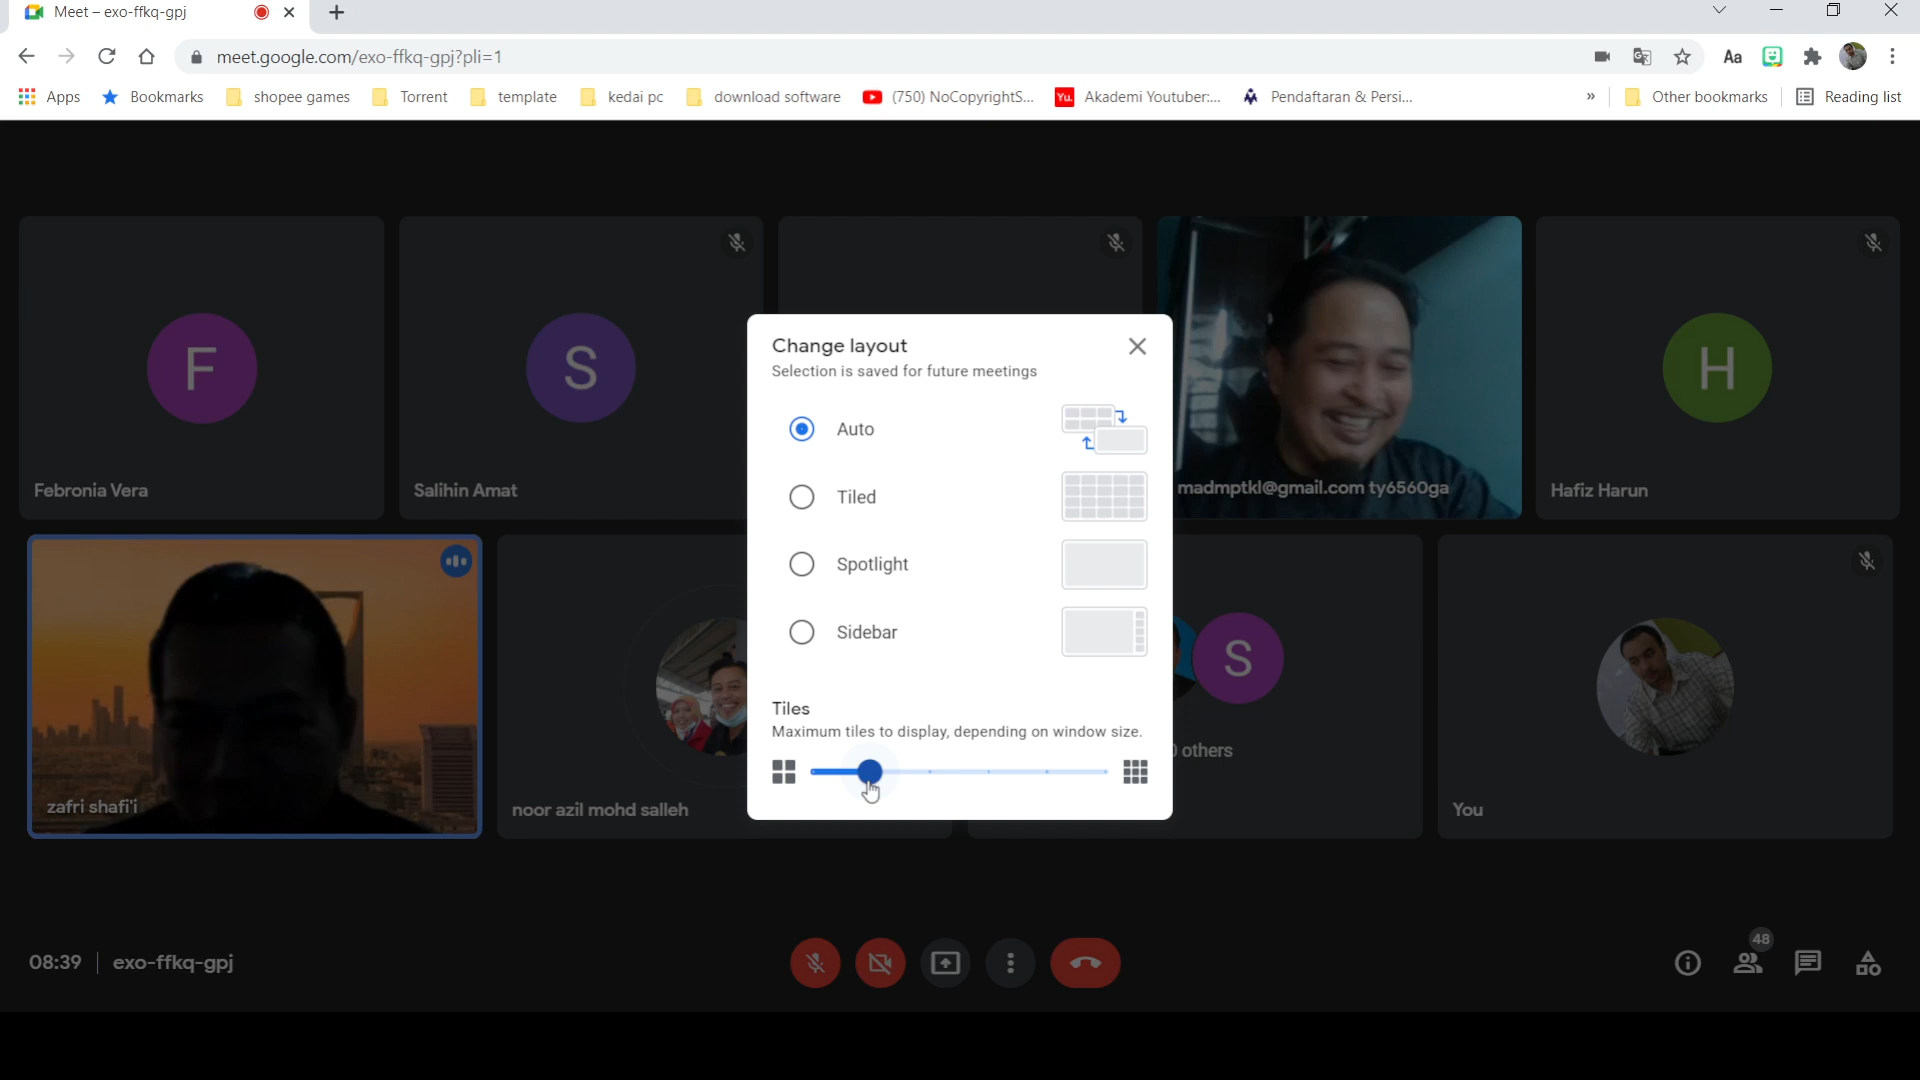 Meet – exo-ffkq-gpj
meet.google.com/exo-ffkq-gpj?pli=1
Aa
Apps
Bookmarks
shopee games
Torrent
template
kedai pc
download software
(750) NoCopyrightS...
Yu.
Akademi Youtuber:...
Pendaftaran & Persi...
»
Other bookmarks
Reading list
F
Febronia Vera
S
Salihin Amat
madmptkl@gmail.com ty6560ga
H
Hafiz Harun
Change layout
Selection is saved for future meetings
Auto
Tiled
Spotlight
Sidebar
Tiles
Maximum tiles to display, depending on window size.
zafri shafi'i
noor azil mohd salleh
S
others
You
08:39 | exo-ffkq-gpj
48